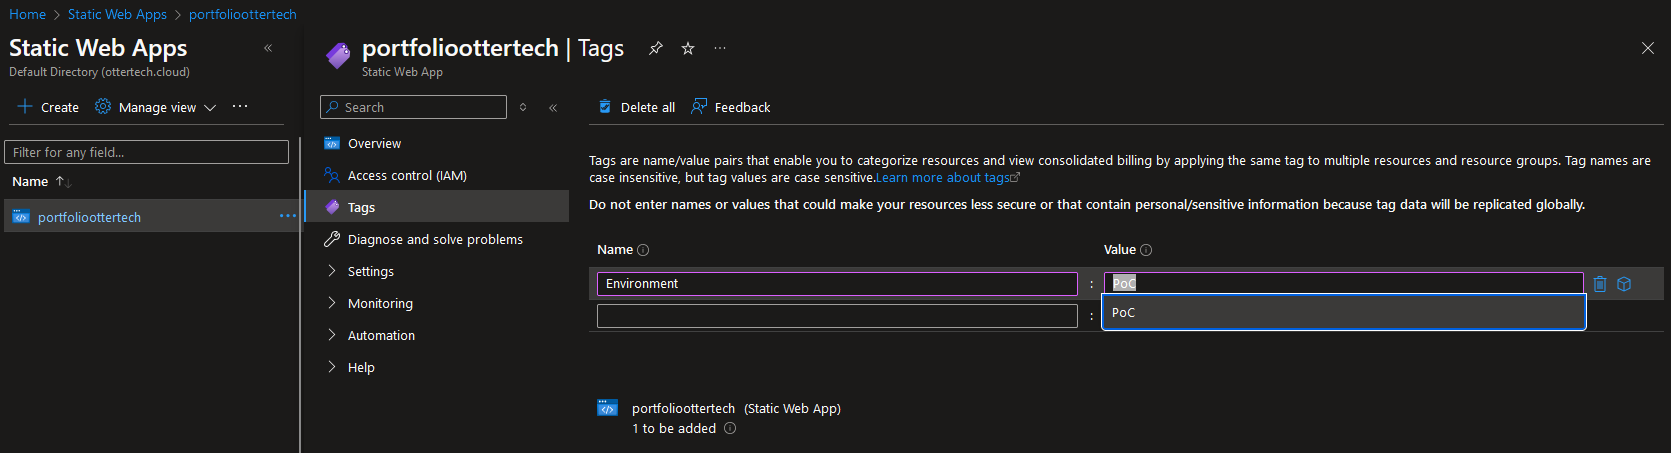 Home > Static Web Apps > portfolioottertech
Static Web Apps
Default Directory (ottertech.cloud)
Create Manage view
Filter for any field...
Name
portfolioottertech
portfolioottertech | Tags
Static Web App
Search
Overview
Access control (IAM)
Tags
Diagnose and solve problems
Settings
Monitoring
Automation
Help
Delete all Feedback
Tags are name/value pairs that enable you to categorize resources and view consolidated billing by applying the same tag to multiple resources and resource groups. Tag names are
case insensitive, but tag values are case sensitive.Learn more about tags
Do not enter names or values that could make your resources less secure or that contain personal/sensitive information because tag data will be replicated globally.
Name Value
Environment : PoC
: PoC
portfolioottertech (Static Web App)
1 to be added